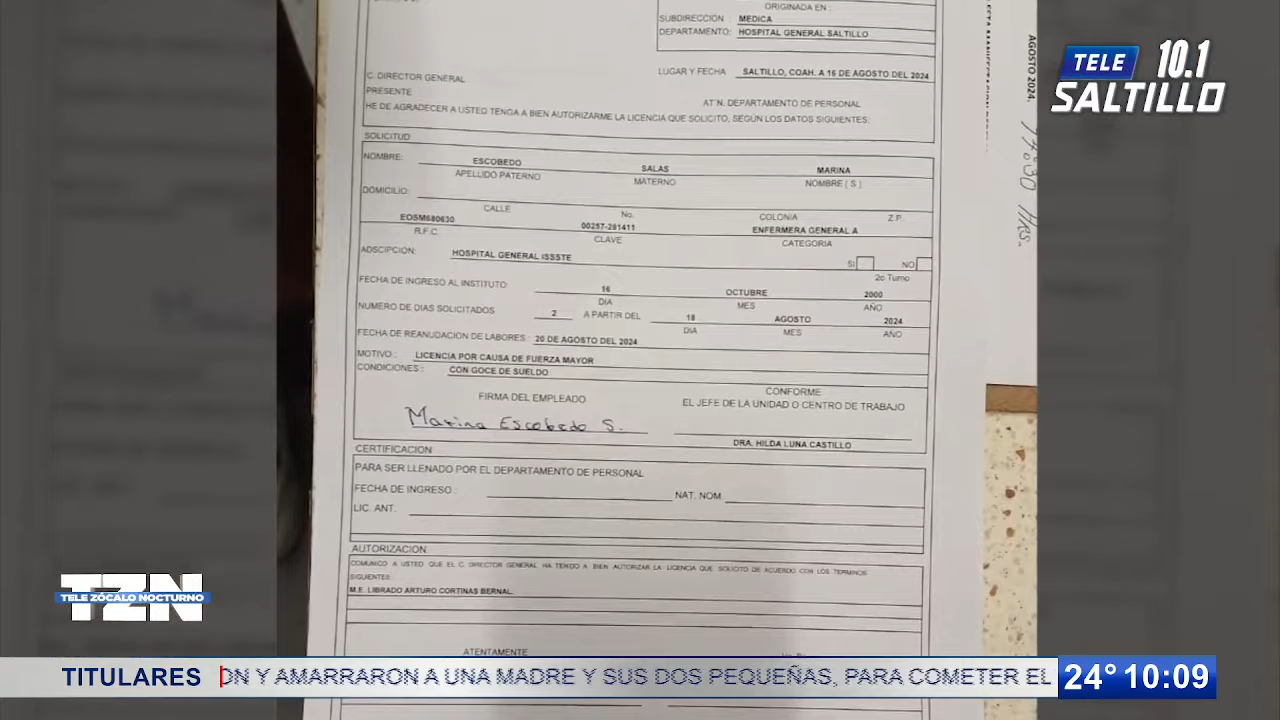 ORIGINADA EN :
SUBDIRECCIÓN : MEDICA
DEPARTAMENTO: HOSPITAL GENERAL SALTILLO
LUGAR Y FECHA SALTILLO, COAH. A 16 DE AGOSTO DEL 2024
C. DIRECTOR GENERAL
PRESENTE
AT'N. DEPARTAMENTO DE PERSONAL
HE DE AGRADECER A USTED TENGA A BIEN AUTORIZARME LA LICENCIA QUE SOLICITO, SEGÚN LOS DATOS SIGUIENTES:
SOLICITUD
NOMBRE: ESCOBEDO SALAS MARINA
APELLIDO PATERNO MATERNO NOMBRE ( S )
DOMICILIO:
CALLE No. COLONIA Z.P.
EOSM680630 00257-281411 ENFERMERA GENERAL A
R.F.C. CLAVE CATEGORIA
ADSCIPCION: HOSPITAL GENERAL ISSSTE SI NO
2o Turno
FECHA DE INGRESO AL INSTITUTO: 16 OCTUBRE 2000
DIA MES AÑO
NUMERO DE DIAS SOLICITADOS 2 A PARTIR DEL 18 AGOSTO 2024
DIA MES AÑO
FECHA DE REANUDACION DE LABORES : 20 DE AGOSTO DEL 2024
MOTIVO : LICENCIA POR CAUSA DE FUERZA MAYOR
CONDICIONES : CON GOCE DE SUELDO
FIRMA DEL EMPLEADO CONFORME
EL JEFE DE LA UNIDAD O CENTRO DE TRABAJO
Marina Escobedo S.
DRA. HILDA LUNA CASTILLO
CERTIFICACION
PARA SER LLENADO POR EL DEPARTAMENTO DE PERSONAL
FECHA DE INGRESO : NAT. NOM
LIC. ANT.
AUTORIZACION
COMUNICO A USTED QUE EL C. DIRECTOR GENERAL HA TENIDO A BIEN AUTORIZAR LA LICENCIA QUE SOLICITO DE ACUERDO CON LOS TERMINOS
SIGUIENTES :
M.E. LIBRADO ARTURO CORTINAS BERNAL.
ATENTAMENTE
AGOSTO 2024.
17:30 Hrs.
TELE 10.1
SALTILLO
TZN
TELE ZÓCALO NOCTURNO
TITULARES ON Y AMARRARON A UNA MADRE Y SUS DOS PEQUEÑAS, PARA COMETER EL
24° 10:09